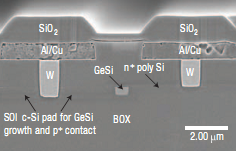 SiO2
SiO2
Al/Cu
Al/Cu
GeSi
n+ poly Si
W
W
SOI c-Si pad for GeSi
growth and p+ contact
BOX
2.00 μm